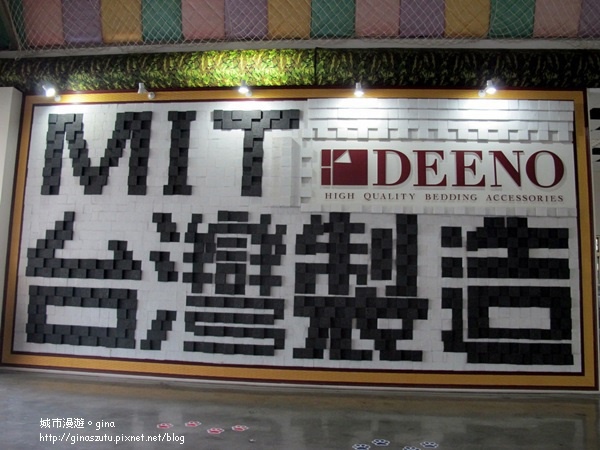 MIT
DEENO
HIGH QUALITY BEDDING ACCESSORIES
台灣製造
城市漫遊。gina
http://ginaszutu.pixnet.net/blog